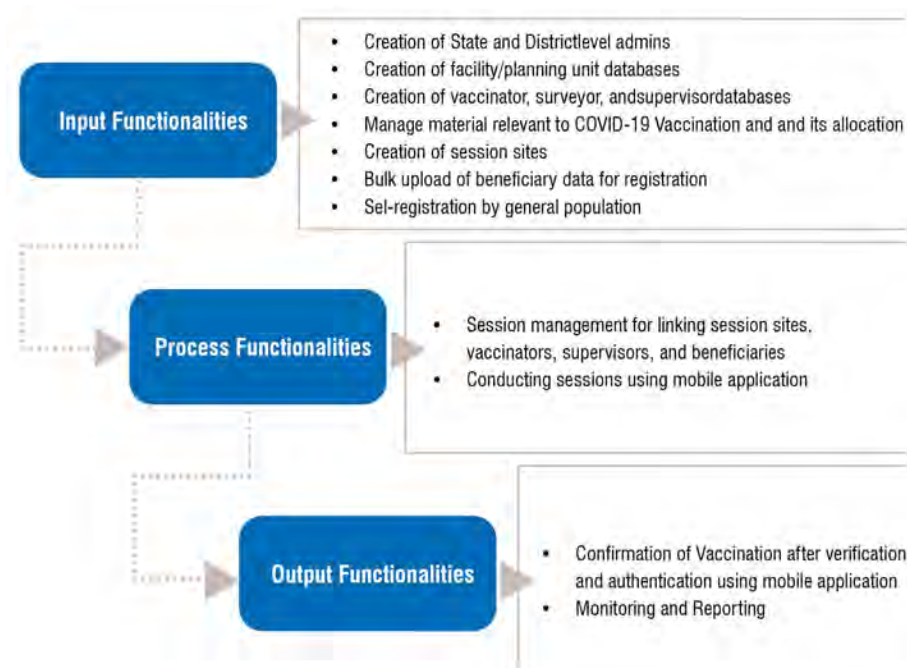 Input Functionalities
• Creation of State and Districtlevel admins
• Creation of facility/planning unit databases
• Creation of vaccinator, surveyor, andsupervisordatabases
• Manage material relevant to COVID-19 Vaccination and and its allocation
• Creation of session sites
• Bulk upload of beneficiary data for registration
• Sel-registration by general population
Process Functionalities
• Session management for linking session sites,
vaccinators, supervisors, and beneficiaries
• Conducting sessions using mobile application
Output Functionalities
• Confirmation of Vaccination after verification
and authentication using mobile application
• Monitoring and Reporting